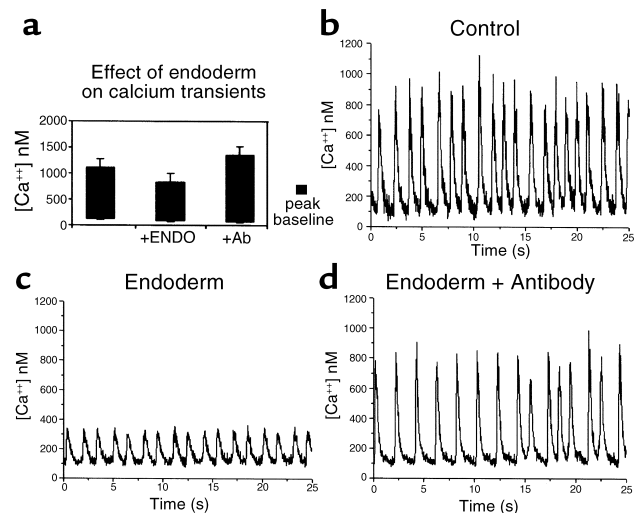 a
Effect of endoderm
on calcium transients
[Ca++] nM
2000
1500
1000
500
0
+ENDO
+Ab
peak
baseline
b
Control
[Ca++] nM
1200
1000
800
600
400
200
0
0 5 10 15 20 25
Time (s)
c
Endoderm
[Ca++] nM
1200
1000
800
600
400
200
0
0 5 10 15 20 25
Time (s)
d
Endoderm + Antibody
[Ca++] nM
1200
1000
800
600
400
200
0
0 5 10 15 20 25
Time (s)